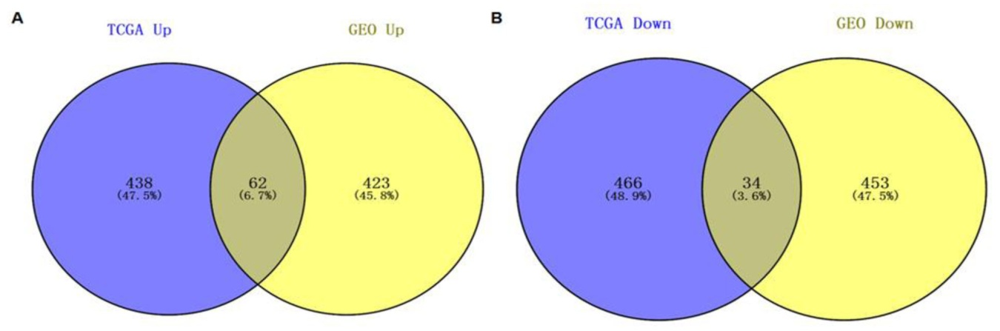 A
TCGA Up
GEO Up
438
(47.5%)
62
(6.7%)
423
(45.8%)
B
TCGA Down
GEO Down
466
(48.9%)
34
(3.6%)
453
(47.5%)